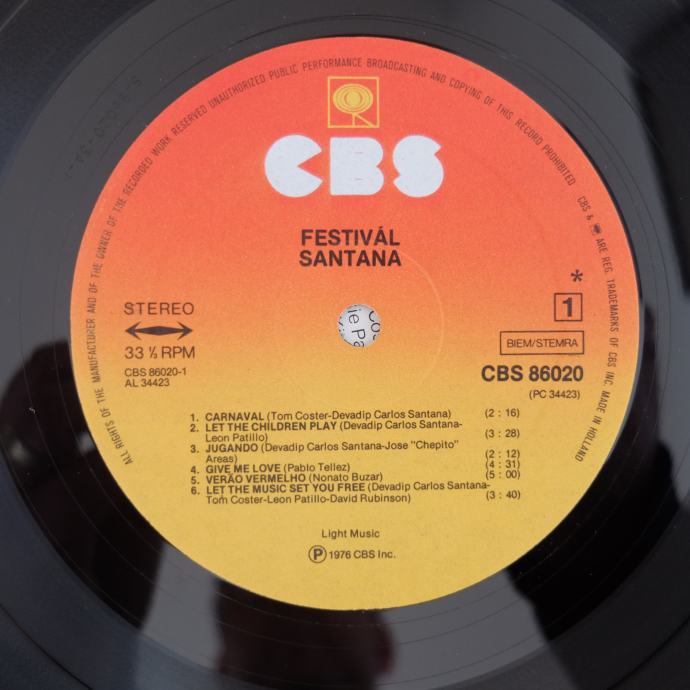 ALL RIGHTS OF THE MANUFACTURER AND OF THE OWNER OF THE RECORDED WORK RESERVED UNAUTHORIZED PUBLIC PERFORMANCE BROADCASTING AND COPYING OF THIS RECORD PROHIBITED
CBS & ARE REG. TRADEMARKS OF CBS INC. MADE IN HOLLAND
CBS
FESTIVÁL
SANTANA
STEREO
33 ⅓ RPM
CBS 86020-1
AL 34423
*
1
BIEM/STEMRA
CBS 86020
(PC 34423)
1. CARNAVAL (Tom Coster-Devadip Carlos Santana) (2 : 16)
2. LET THE CHILDREN PLAY (Devadip Carlos Santana-
Leon Patillo) (3 : 28)
3. JUGANDO (Devadip Carlos Santana-Jose "Chepito"
Areas) (2 : 12)
4. GIVE ME LOVE (Pablo Tellez) (4 : 31)
5. VERÃO VERMELHO (Nonato Buzar) (5 : 00)
6. LET THE MUSIC SET YOU FREE (Devadip Carlos Santana-
Tom Coster-Leon Patillo-David Rubinson) (3 : 40)
Light Music
℗ 1976 CBS Inc.